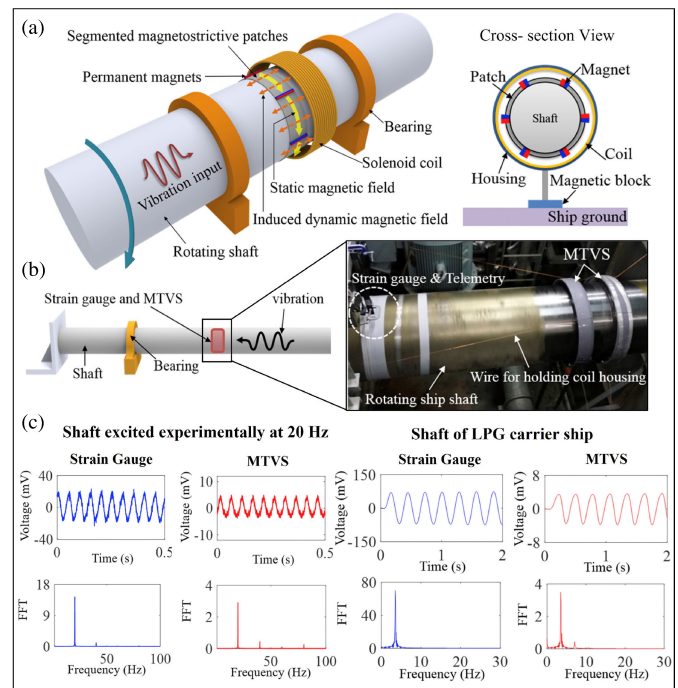 (a)
Segmented magnetostrictive patches
Permanent magnets
Vibration input
Bearing
Solenoid coil
Static magnetic field
Induced dynamic magnetic field
Rotating shaft
Cross- section View
Patch
Magnet
Shaft
Housing
Coil
Magnetic block
Ship ground
(b)
Strain gauge and MTVS
vibration
Shaft
Bearing
Strain gauge & Telemetry
MTVS
Wire for holding coil housing
Rotating ship shaft
(c)
Shaft excited experimentally at 20 Hz
Shaft of LPG carrier ship
Strain Gauge
MTVS
Strain Gauge
MTVS
Voltage (mV)
40
0
-40
0
0.5
Time (s)
Voltage (mV)
10
0
-10
0
0.5
Time (s)
Voltage (mV)
150
0
-150
0
1
2
Time (s)
Voltage (mV)
8
0
-8
0
1
2
Time (s)
FFT
18
9
0
0
50
100
Frequency (Hz)
FFT
4
2
0
0
50
100
Frequency (Hz)
FFT
80
40
0
0
10
20
30
Frequency (Hz)
FFT
4
2
0
0
10
20
30
Frequency (Hz)